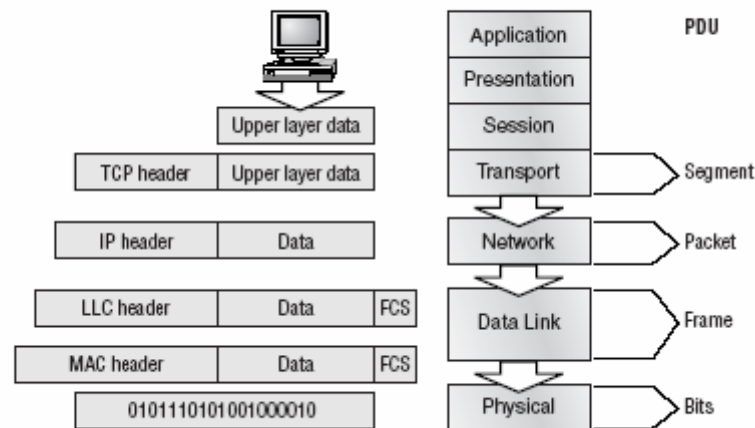 Application PDU
Presentation
Upper layer data Session
TCP header Upper layer data Transport Segment
IP header Data Network Packet
LLC header Data FCS Data Link Frame
MAC header Data FCS
0101110101001000010 Physical Bits